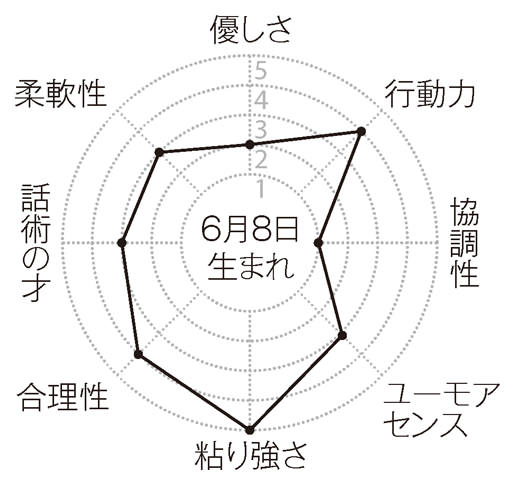 優しさ
行動力
協調性
ユーモア
センス
粘り強さ
合理性
話術の才
柔軟性
5
4
3
2
1
6月8日
生まれ